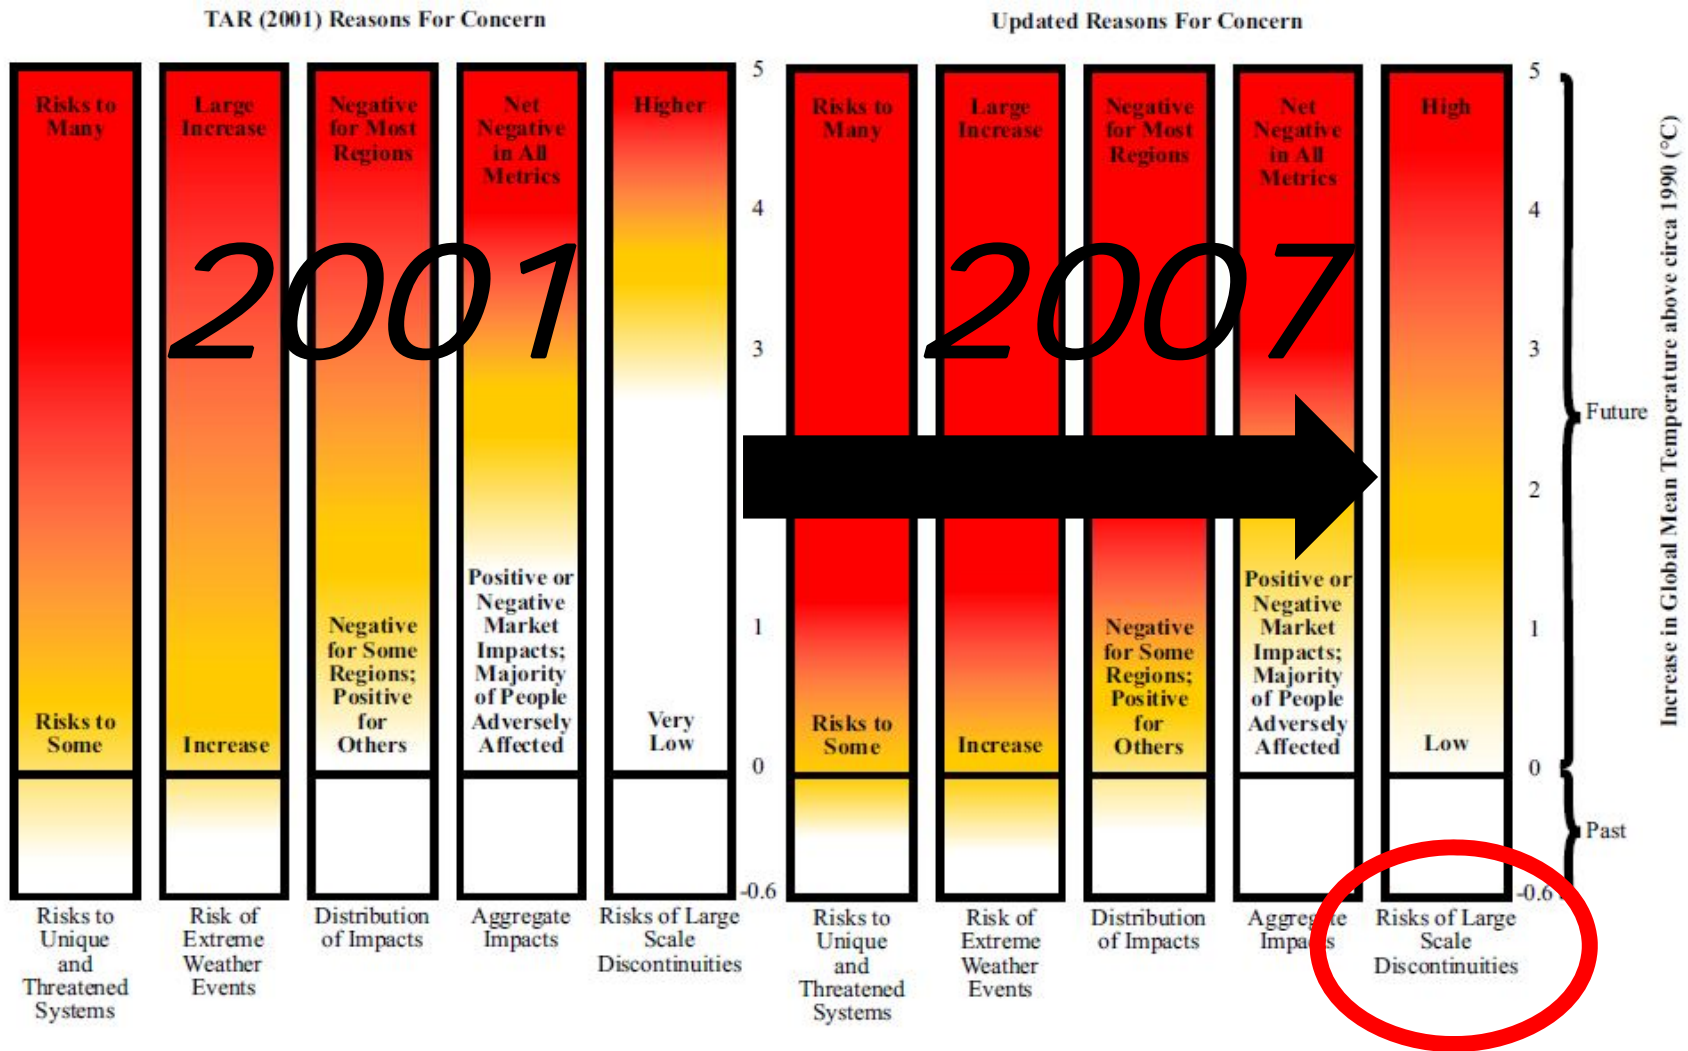 TAR (2001) Reasons For Concern
Risks to
Many
Large
Increase
Negative
for Most
Regions
Net
Negative
in All
Metrics
Higher
2001
Risks to
Some
Increase
Negative
for Some
Regions;
Positive
for
Others
Positive or
Negative
Market
Impacts;
Majority
of People
Adversely
Affected
Very
Low
5
4
3
1
0
-0.6
Risks to
Unique
and
Threatened
Systems
Risk of
Extreme
Weather
Events
Distribution
of Impacts
Aggregate
Impacts
Risks of Large
Scale
Discontinuities
Updated Reasons For Concern
Risks to
Many
Large
Increase
Negative
for Most
Regions
Net
Negative
in All
Metrics
High
2007
Risks to
Some
Increase
Negative
for Some
Regions;
Positive
for
Others
Positive or
Negative
Market
Impacts;
Majority
of People
Adversely
Affected
Low
5
4
3
2
1
0
-0.6
Future
Past
Increase in Global Mean Temperature above circa 1990 (°C)
Risks to
Unique
and
Threatened
Systems
Risk of
Extreme
Weather
Events
Distribution
of Impacts
Aggregate
Impacts
Risks of Large
Scale
Discontinuities